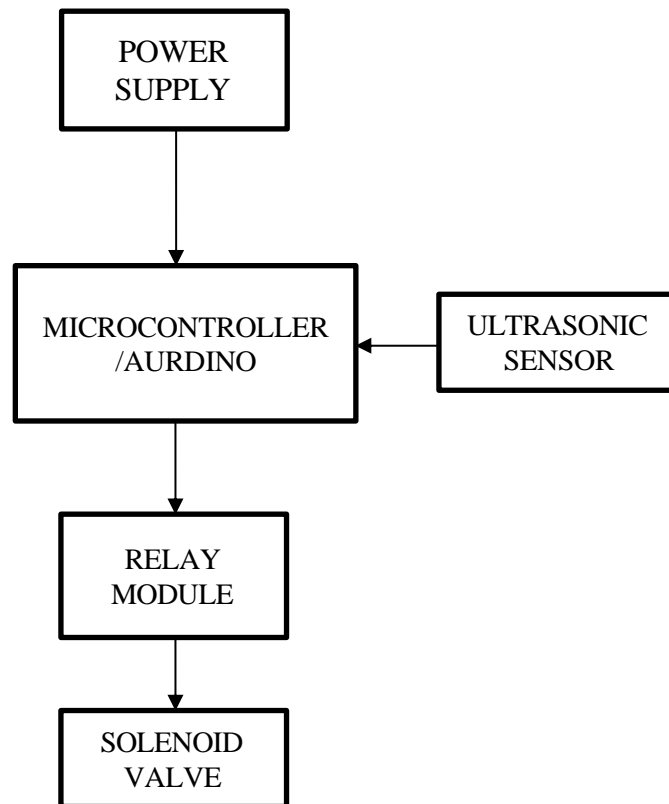 POWER
SUPPLY
MICROCONTROLLER
/AURDINO
ULTRASONIC
SENSOR
RELAY
MODULE
SOLENOID
VALVE